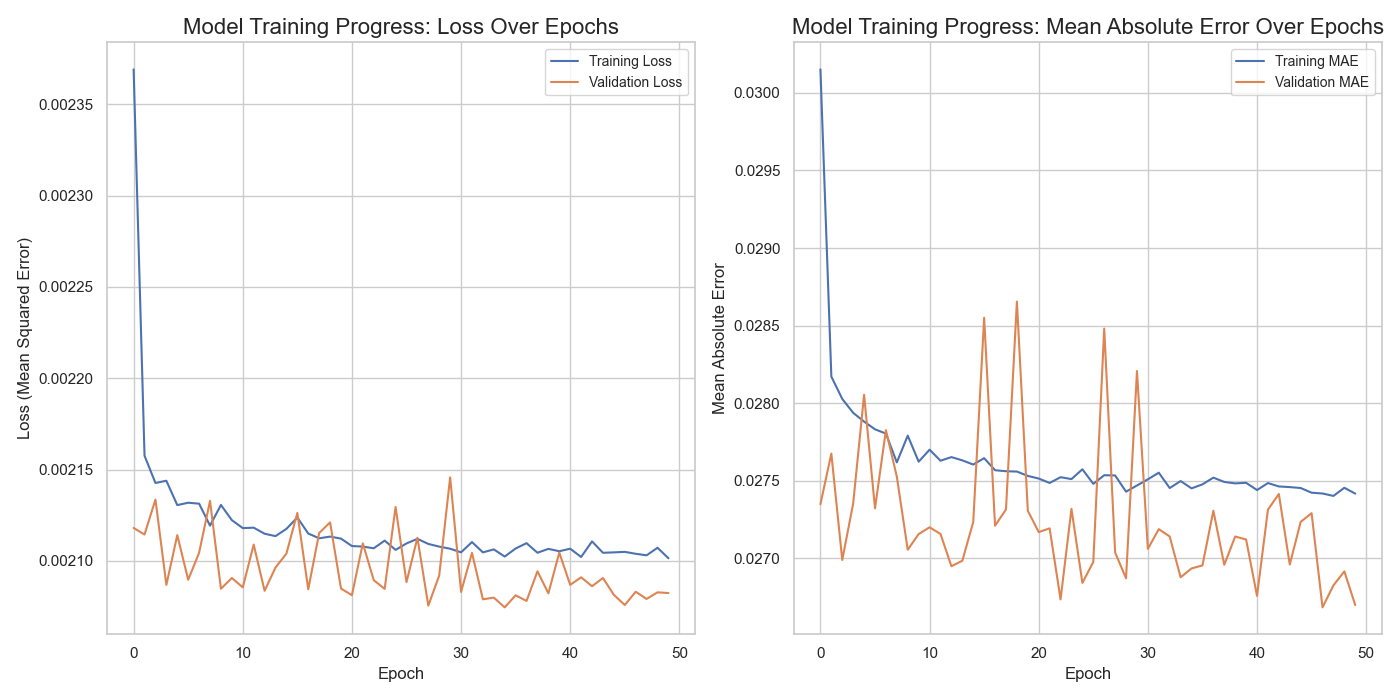 Model Training Progress: Loss Over Epochs
Training Loss
Validation Loss
0.00235
0.00230
0.00225
0.00220
0.00215
0.00210
Loss (Mean Squared Error)
0
10
20
30
40
50
Epoch
Model Training Progress: Mean Absolute Error Over Epochs
Training MAE
Validation MAE
0.0300
0.0295
0.0290
0.0285
0.0280
0.0275
0.0270
Mean Absolute Error
0
10
20
30
40
50
Epoch